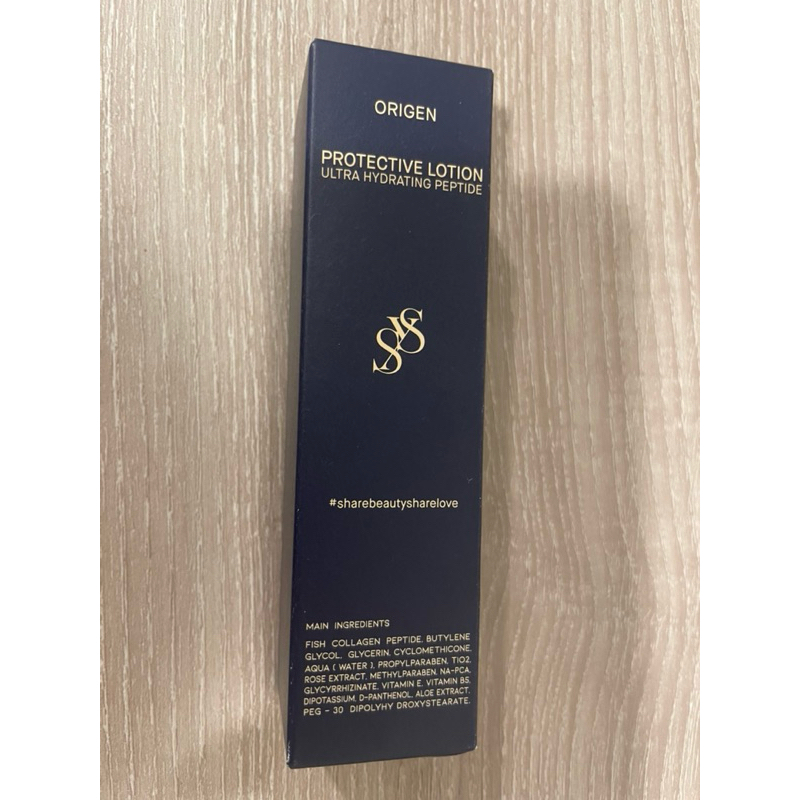 ORIGEN
PROTECTIVE LOTION
ULTRA HYDRATING PEPTIDE
SYS
#sharebeautysharelove
MAIN INGREDIENTS
FISH COLLAGEN PEPTIDE, BUTYLENE
GLYCOL, GLYCERIN, CYCLOMETHICONE,
AQUA ( WATER ), PROPYLPARABEN, TIO2,
ROSE EXTRACT, METHYLPARABEN, NA-PCA,
GLYCYRRHIZINATE, VITAMIN E, VITAMIN B5,
DIPOTASSIUM, D-PANTHENOL, ALOE EXTRACT,
PEG - 30 DIPOLYHY DROXYSTEARATE.